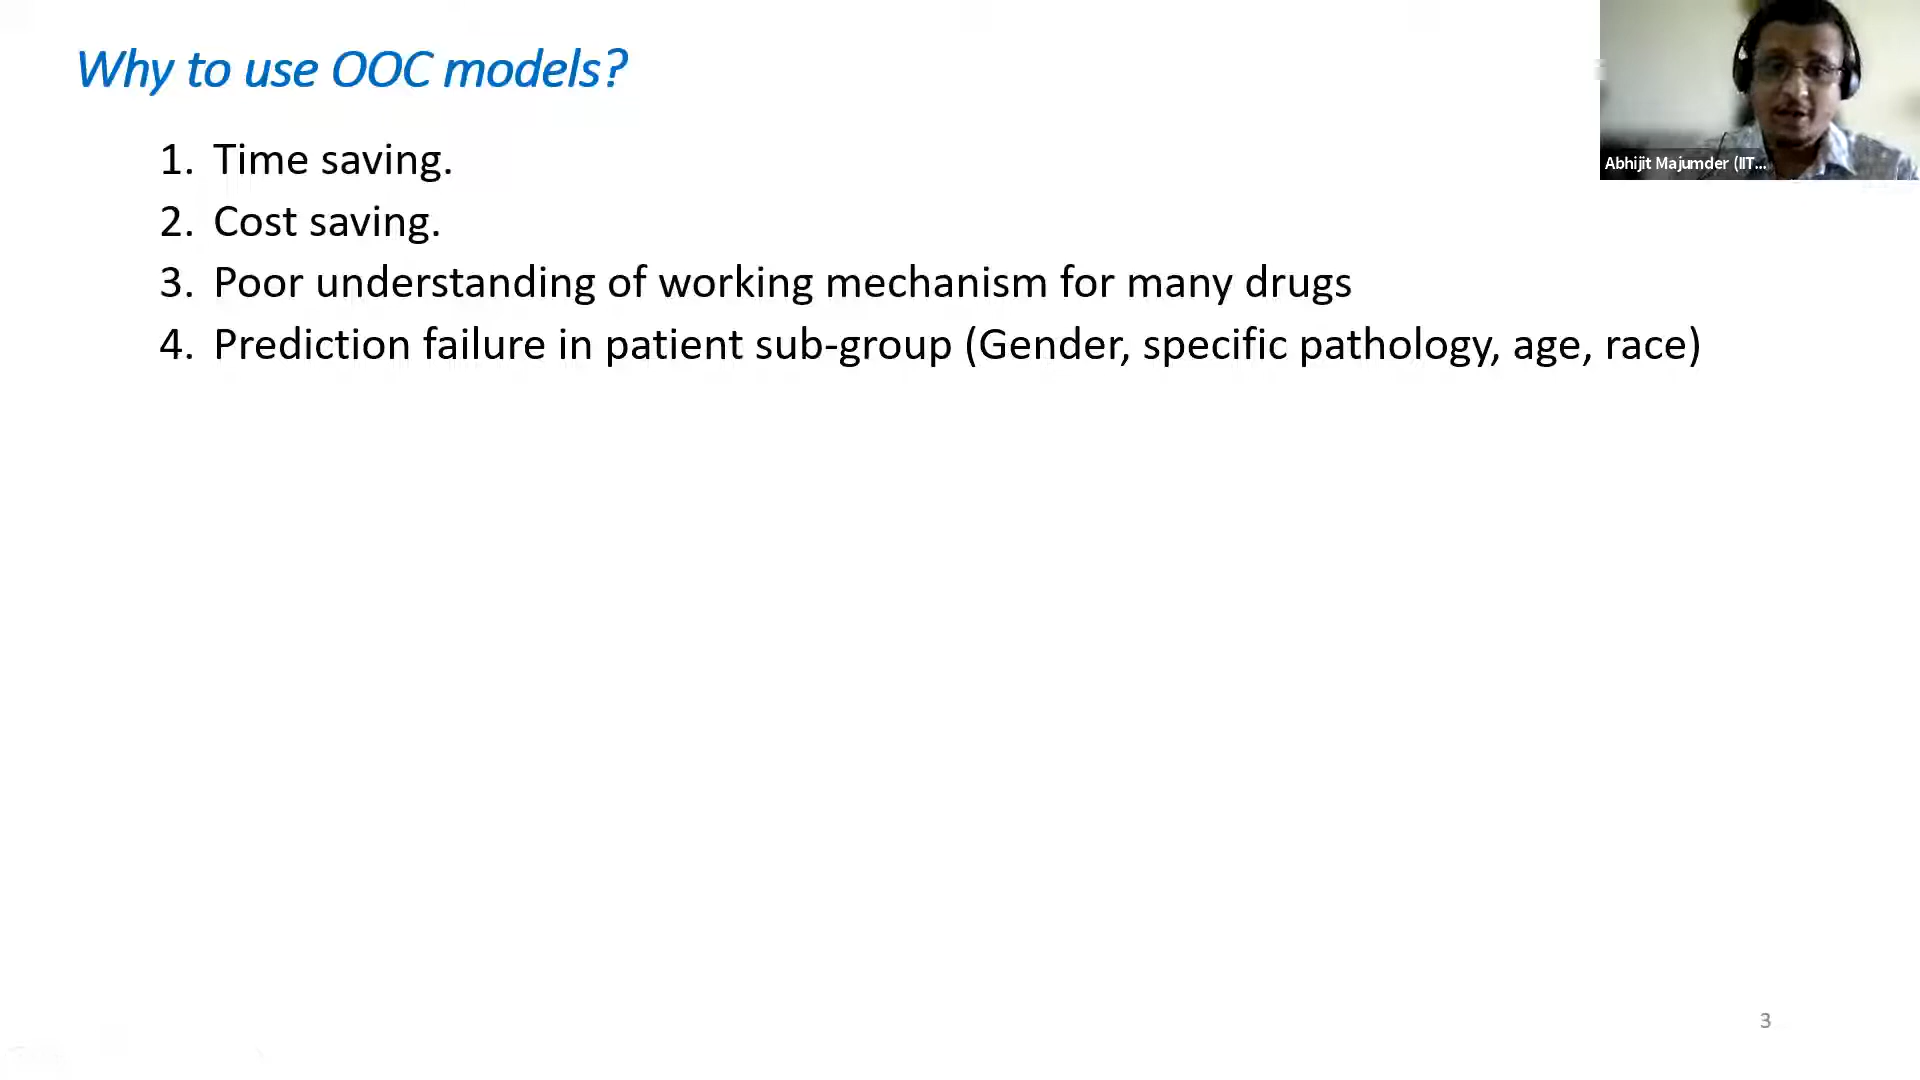 Why to use OOC models?
1. Time saving.
2. Cost saving.
3. Poor understanding of working mechanism for many drugs
4. Prediction failure in patient sub-group (Gender, specific pathology, age, race)
Abhijit Majumder (IIT...
3